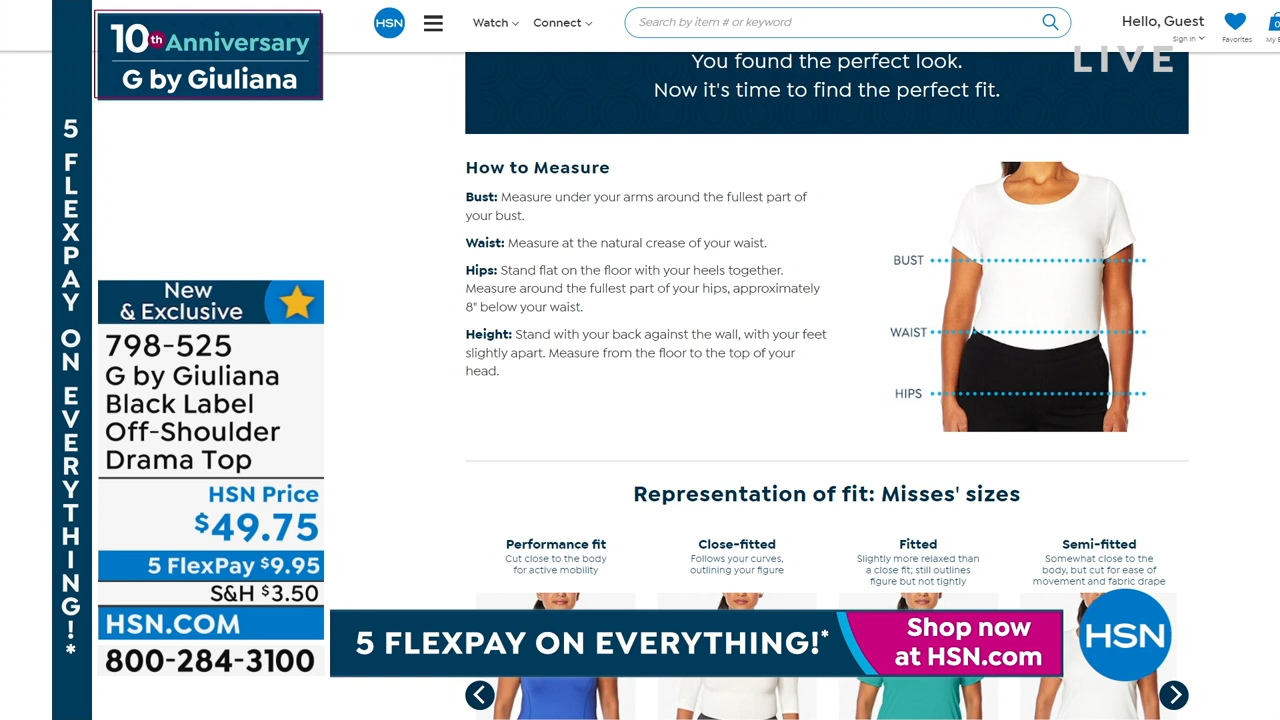 10th Anniversary
G by Giuliana
5 FLEXPAY ON EVERYTHING!*
New
& Exclusive
798-525
G by Giuliana
Black Label
Off-Shoulder
Drama Top
HSN Price
$49.75
5 FlexPay $9.95
S&H $3.50
HSN.COM
800-284-3100
HSN
Watch
Connect
Search by item # or keyword
Hello, Guest
Sign In
Favorites
0
LIVE
You found the perfect look.
Now it's time to find the perfect fit.
How to Measure
Bust: Measure under your arms around the fullest part of
your bust.
Waist: Measure at the natural crease of your waist.
Hips: Stand flat on the floor with your heels together.
Measure around the fullest part of your hips, approximately
8" below your waist.
Height: Stand with your back against the wall, with your feet
slightly apart. Measure from the floor to the top of your
head.
BUST
WAIST
HIPS
Representation of fit: Misses' sizes
Performance fit
Cut close to the body
for active mobility
Close-fitted
Follows your curves,
outlining your figure
Fitted
Slightly more relaxed than
a close fit; still outlines
figure but not tightly
Semi-fitted
Somewhat close to the
body, but cut for ease of
movement and fabric drape
5 FLEXPAY ON EVERYTHING!*
Shop now
at HSN.com
HSN